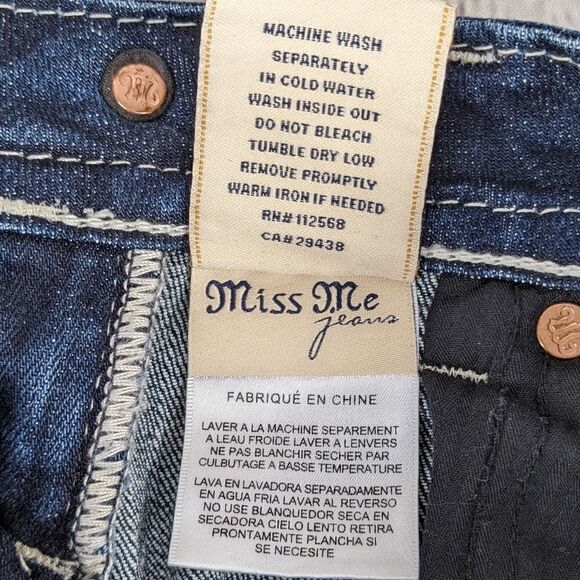 MACHINE WASH
SEPARATELY
IN COLD WATER
WASH INSIDE OUT
DO NOT BLEACH
TUMBLE DRY LOW
REMOVE PROMPTLY
WARM IRON IF NEEDED
RN# 112568
CA# 29438
Miss Me
jeans
FABRIQUÉ EN CHINE
LAVER A LA MACHINE SEPAREMENT
A LEAU FROIDE LAVER A LENVERS
NE PAS BLANCHIR SECHER PAR
CULBUTAGE A BASSE TEMPERATURE
LAVA EN LAVADORA SEPARADAMENTE
EN AGUA FRIA LAVAR AL REVERSO
NO USE BLANQUEDOR SECA EN
SECADORA CIELO LENTO RETIRA
PRONTAMENTE PLANCHA SI
DE NECESSITIES